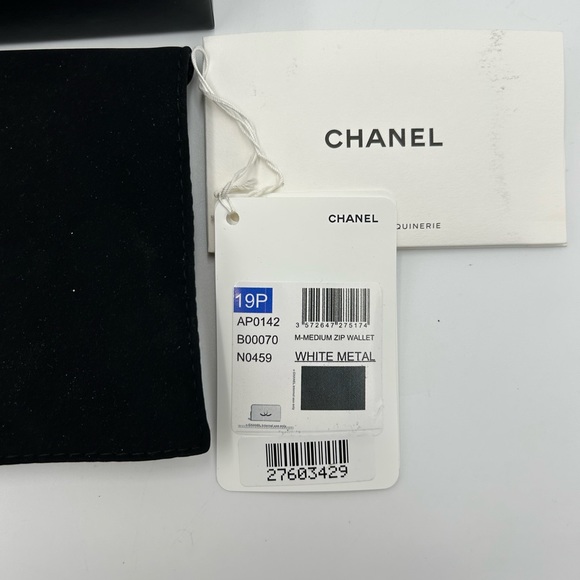 CHANEL
QUINERIE
CHANEL
19P
AP0142
B00070
N0459
3 572647 275174
M-MEDIUM ZIP WALLET
WHITE METAL
27603429